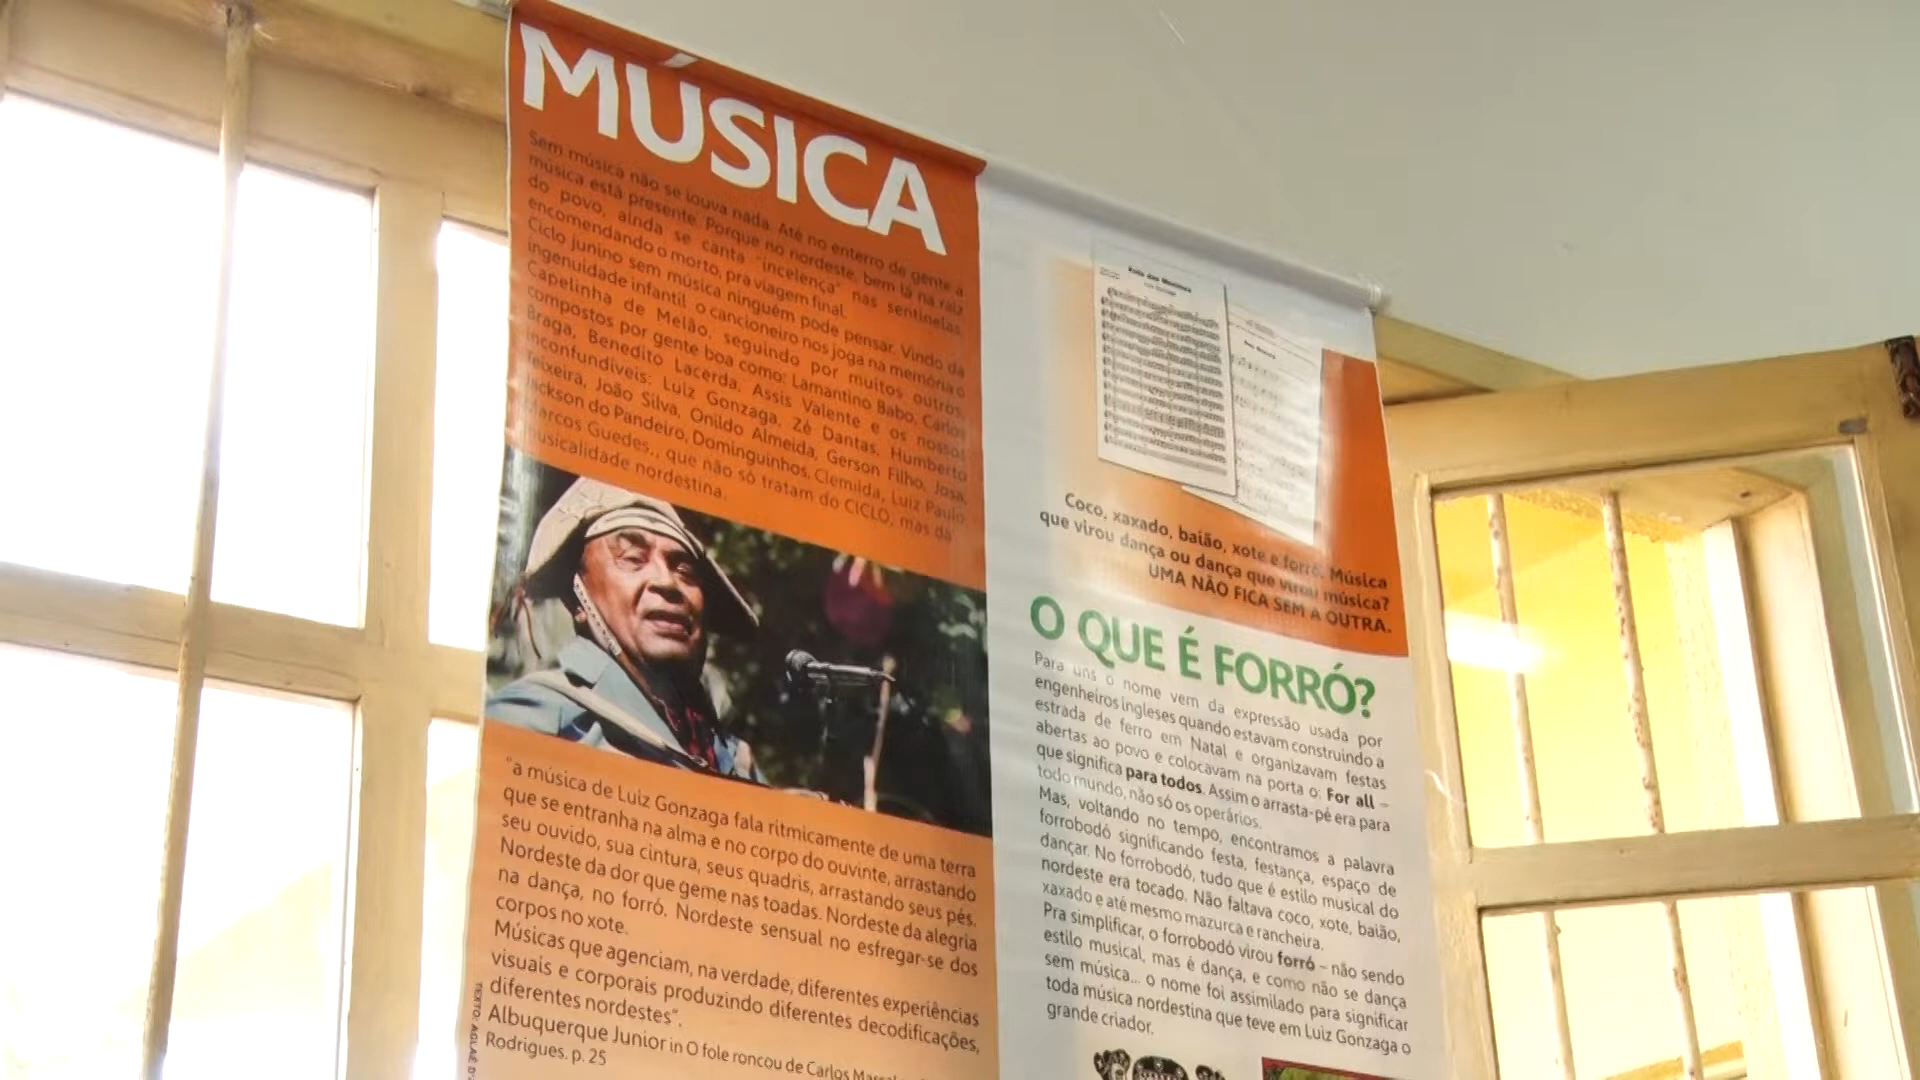 MÚSICA
Sem música não se louva nada. Até no enterro de gente a
música está presente. Porque no nordeste, bem lá na raiz
do povo, ainda se canta "incelença" nas sentinelas,
encomendando o morto, pra viagem final.
Ciclo junino sem música ninguém pode pensar. Vindo da
ingenuidade infantil, o cancioneiro nos joga na memória o
Capelinha de Melão, seguindo por muitos outros,
compostos por gente boa como: Lamantino Babo, Carlos
Braga, Benedito Lacerda, Assis Valente e os nossos
inconfundíveis: Luiz Gonzaga, Zé Dantas, Humberto
Teixeira, João Silva, Onildo Almeida, Gerson Filho, Josa,
Jackson do Pandeiro, Dominguinhos, Clemilda, Luiz Paulo
Marcos Guedes,, que não só tratam do CICLO, mas da
musicalidade nordestina.
"a música de Luiz Gonzaga fala ritmicamente de uma terra
que se entranha na alma e no corpo do ouvinte, arrastando
seu ouvido, sua cintura, seus quadris, arrastando seus pés.
Nordeste da dor que geme nas toadas. Nordeste da alegria
na dança, no forró. Nordeste sensual no esfregar-se dos
corpos no xote.
Músicas que agenciam, na verdade, diferentes experiências
visuais e corporais produzindo diferentes decodificações,
diferentes nordestes".
Albuquerque Junior in O fole roncou de Carlos
Rodrigues. p. 25
TEXTO: AGLAÉ
Coco, xaxado, baião, xote e forró. Música
que virou dança ou dança que virou música?
UMA NÃO FICA SEM A OUTRA.
O QUE É FORRÓ?
Para uns o nome vem da expressão usada por
engenheiros ingleses quando estavam construindo a
estrada de ferro em Natal e organizavam festas
abertas ao povo e colocavam na porta o: For all –
que significa para todos. Assim o arrasta-pé era para
todo mundo, não só os operários.
Mas, voltando no tempo, encontramos a palavra
forrobodó significando festa, festança, espaço de
dançar. No forrobodó, tudo que é estilo musical do
nordeste era tocado. Não faltava coco, xote, baião,
xaxado e até mesmo mazurca e rancheira.
Pra simplificar, o forrobodó virou forró – não sendo
estilo musical, mas é dança, e como não se dança
sem música... o nome foi assimilado para significar
toda música nordestina que teve em Luiz Gonzaga o
grande criador.